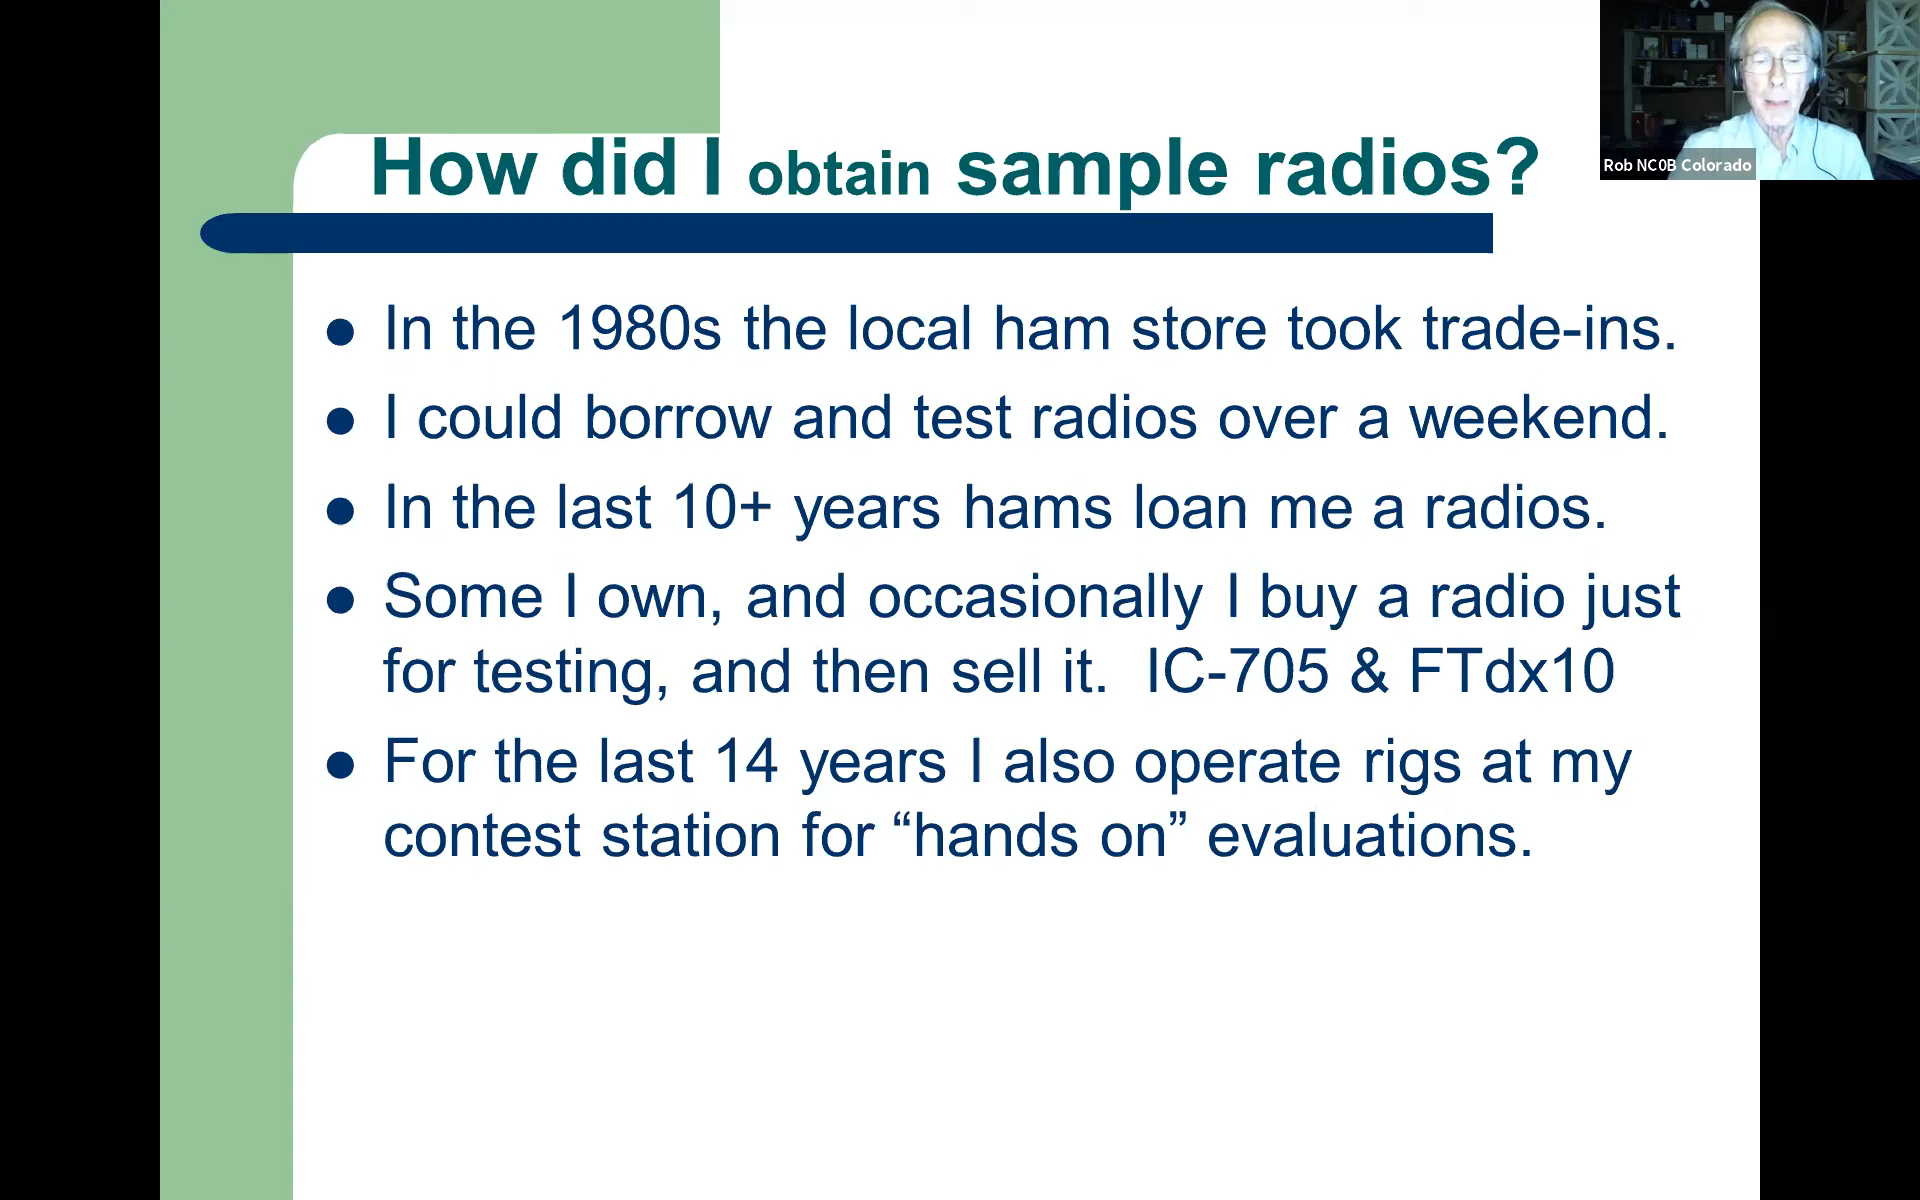 How did I obtain sample radios?
Rob NC0B Colorado
● In the 1980s the local ham store took trade-ins.
● I could borrow and test radios over a weekend.
● In the last 10+ years hams loan me a radios.
● Some I own, and occasionally I buy a radio just
for testing, and then sell it.  IC-705 & FTdx10
● For the last 14 years I also operate rigs at my
contest station for “hands on” evaluations.